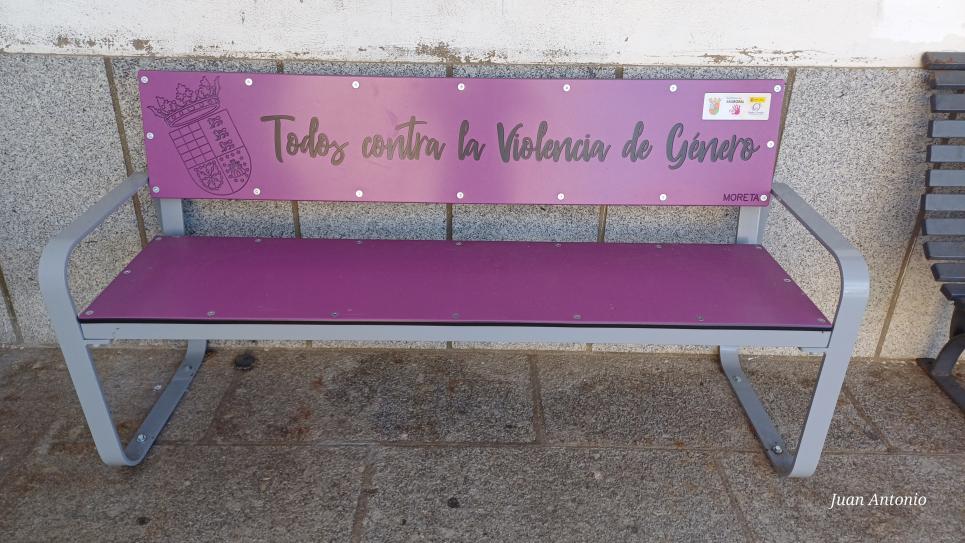 Todos contra la Violencia de Género
MORETA
Juan Antonio